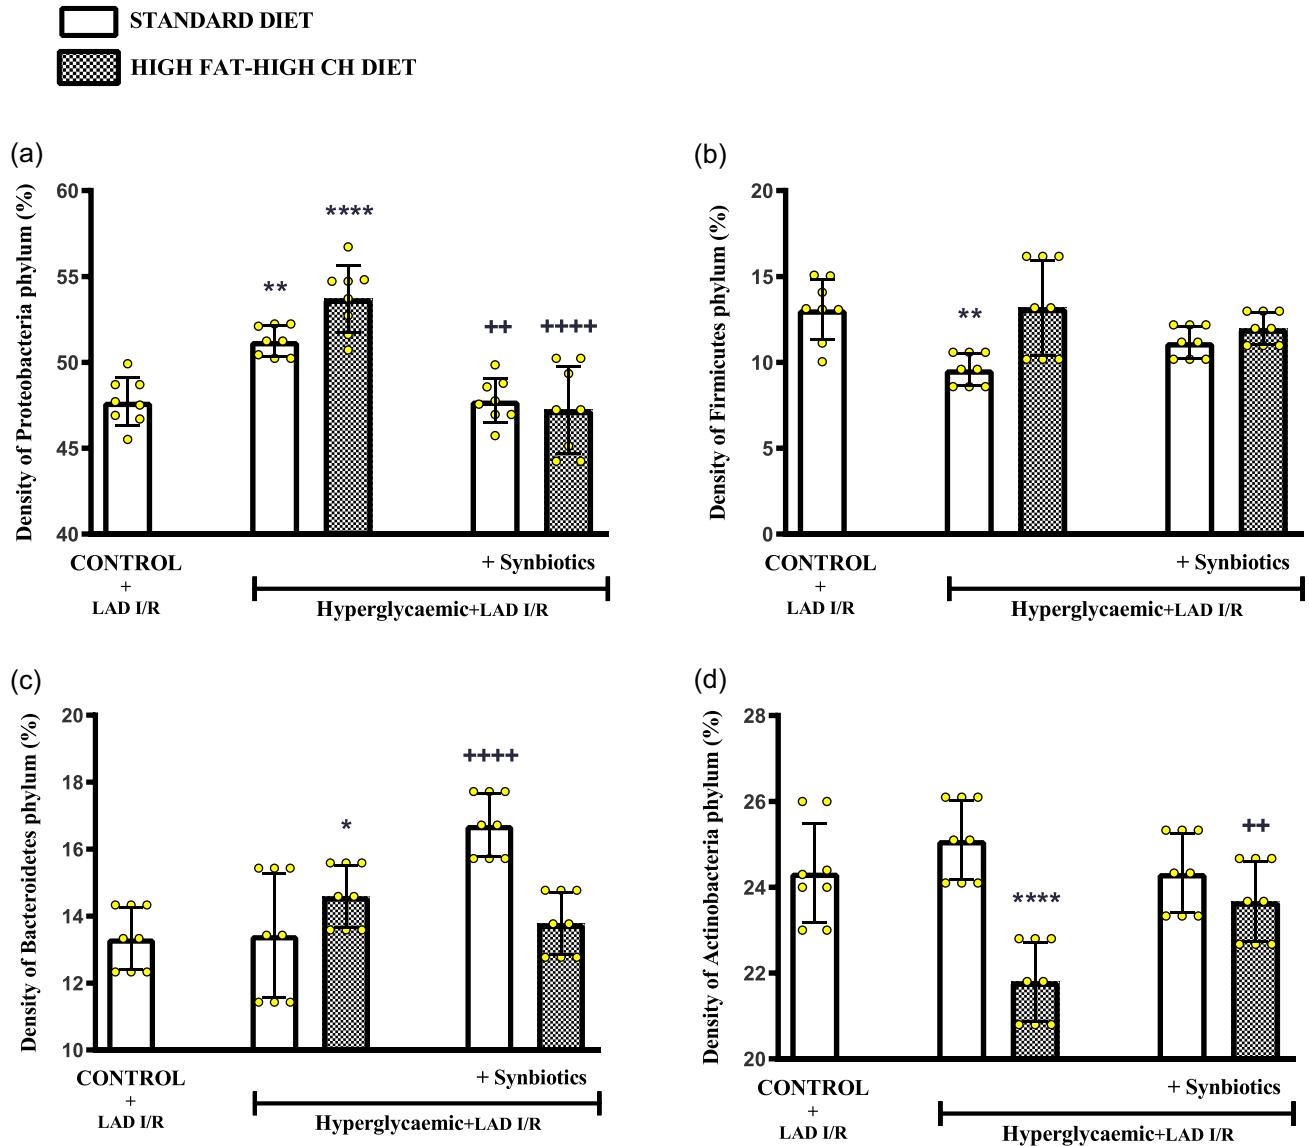 STANDARD DIET
HIGH FAT-HIGH CH DIET
(a)
Density of Proteobacteria phylum (%)
60
55
50
45
40
**
****
++
++++
CONTROL
+
LAD I/R
+ Synbiotics
Hyperglycaemic+LAD I/R
(b)
Density of Firmicutes phylum (%)
20
15
10
5
0
**
CONTROL
+
LAD I/R
+ Synbiotics
Hyperglycaemic+LAD I/R
(c)
Density of Bacteroidetes phylum (%)
20
18
16
14
12
10
*
++++
CONTROL
+
LAD I/R
+ Synbiotics
Hyperglycaemic+LAD I/R
(d)
Density of Actinobacteria phylum (%)
28
26
24
22
20
****
++
CONTROL
+
LAD I/R
+ Synbiotics
Hyperglycaemic+LAD I/R